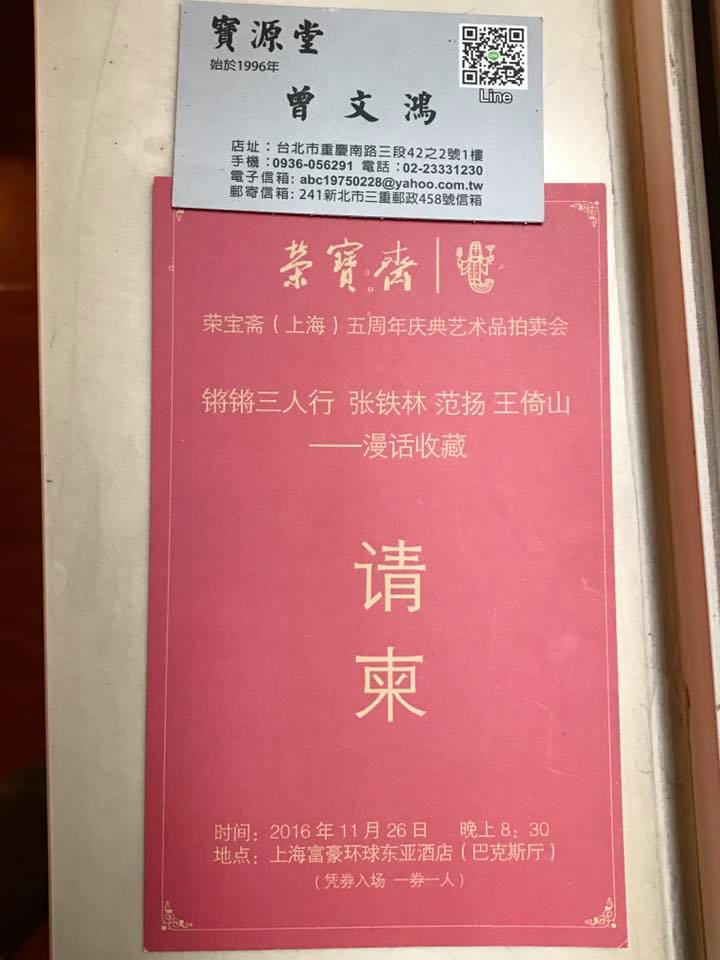 寶源堂
始於1996年
Line
曾文鴻
店址：台北市重慶南路三段42之2號1樓
手機：0936-056291 電話：02-23331230
電子信箱：abc19750228@yahoo.com.tw
郵寄信箱：241新北市三重郵政458號信箱
榮寶齋
荣宝斋（上海）五周年庆典艺术品拍卖会
锵锵三人行 张铁林 范扬 王倚山
——漫话收藏
请
柬
时间：2016年11月26日 晚上8：30
地点：上海富豪环球东亚酒店（巴克斯厅）
（凭券入场 一券一人）